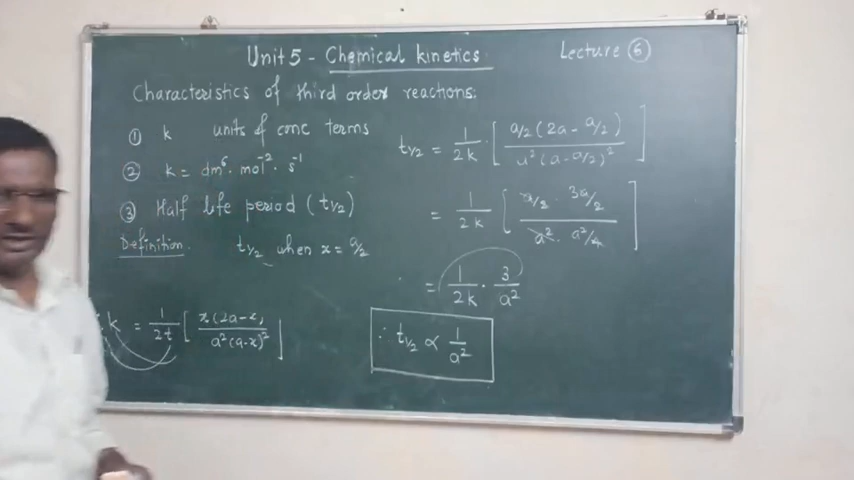 Unit 5 - Chemical kinetics
Lecture ⑥
Characteristics of third order reactions:
① k units of conc terms
② k = dm⁶. mol⁻². s⁻¹
③ Half life period (t½)
Definition. t½ when x = a/2
k = 1/2t [ x(2a-x) / a²(a-x)² ]
t½ = 1/2k . [ a/2 (2a - a/2) / a² (a - a/2)² ]
= 1/2k [ a/2 . 3a/2 / a². a²/4 ]
= 1/2k . 3/a²
∴ t½ ∝ 1/a²